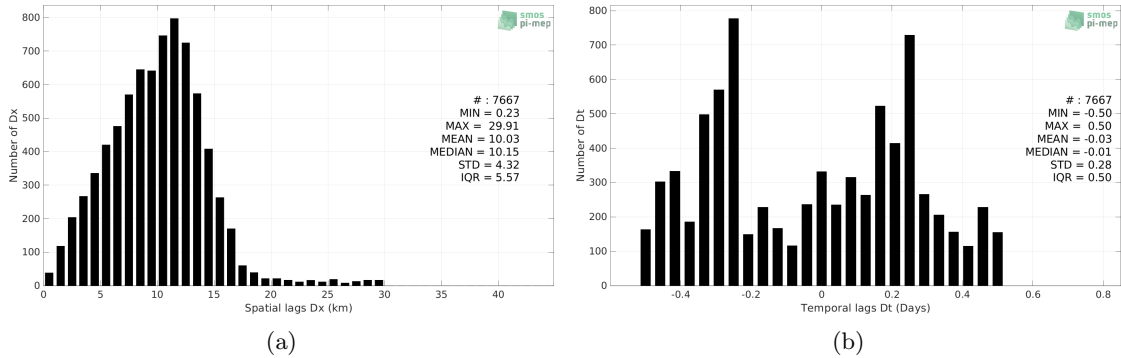 800
700
600
500
400
300
200
100
0
Number of Dx
0 5 10 15 20 25 30 35 40
Spatial lags Dx (km)
smos
pi-mep
# : 7667
MIN = 0.23
MAX = 29.91
MEAN = 10.03
MEDIAN = 10.15
STD = 4.32
IQR = 5.57
(a)
800
700
600
500
400
300
200
100
0
Number of Dt
-0.4 -0.2 0 0.2 0.4 0.6 0.8
Temporal lags Dt (Days)
smos
pi-mep
# : 7667
MIN = -0.50
MAX = 0.50
MEAN = -0.03
MEDIAN = -0.01
STD = 0.28
IQR = 0.50
(b)